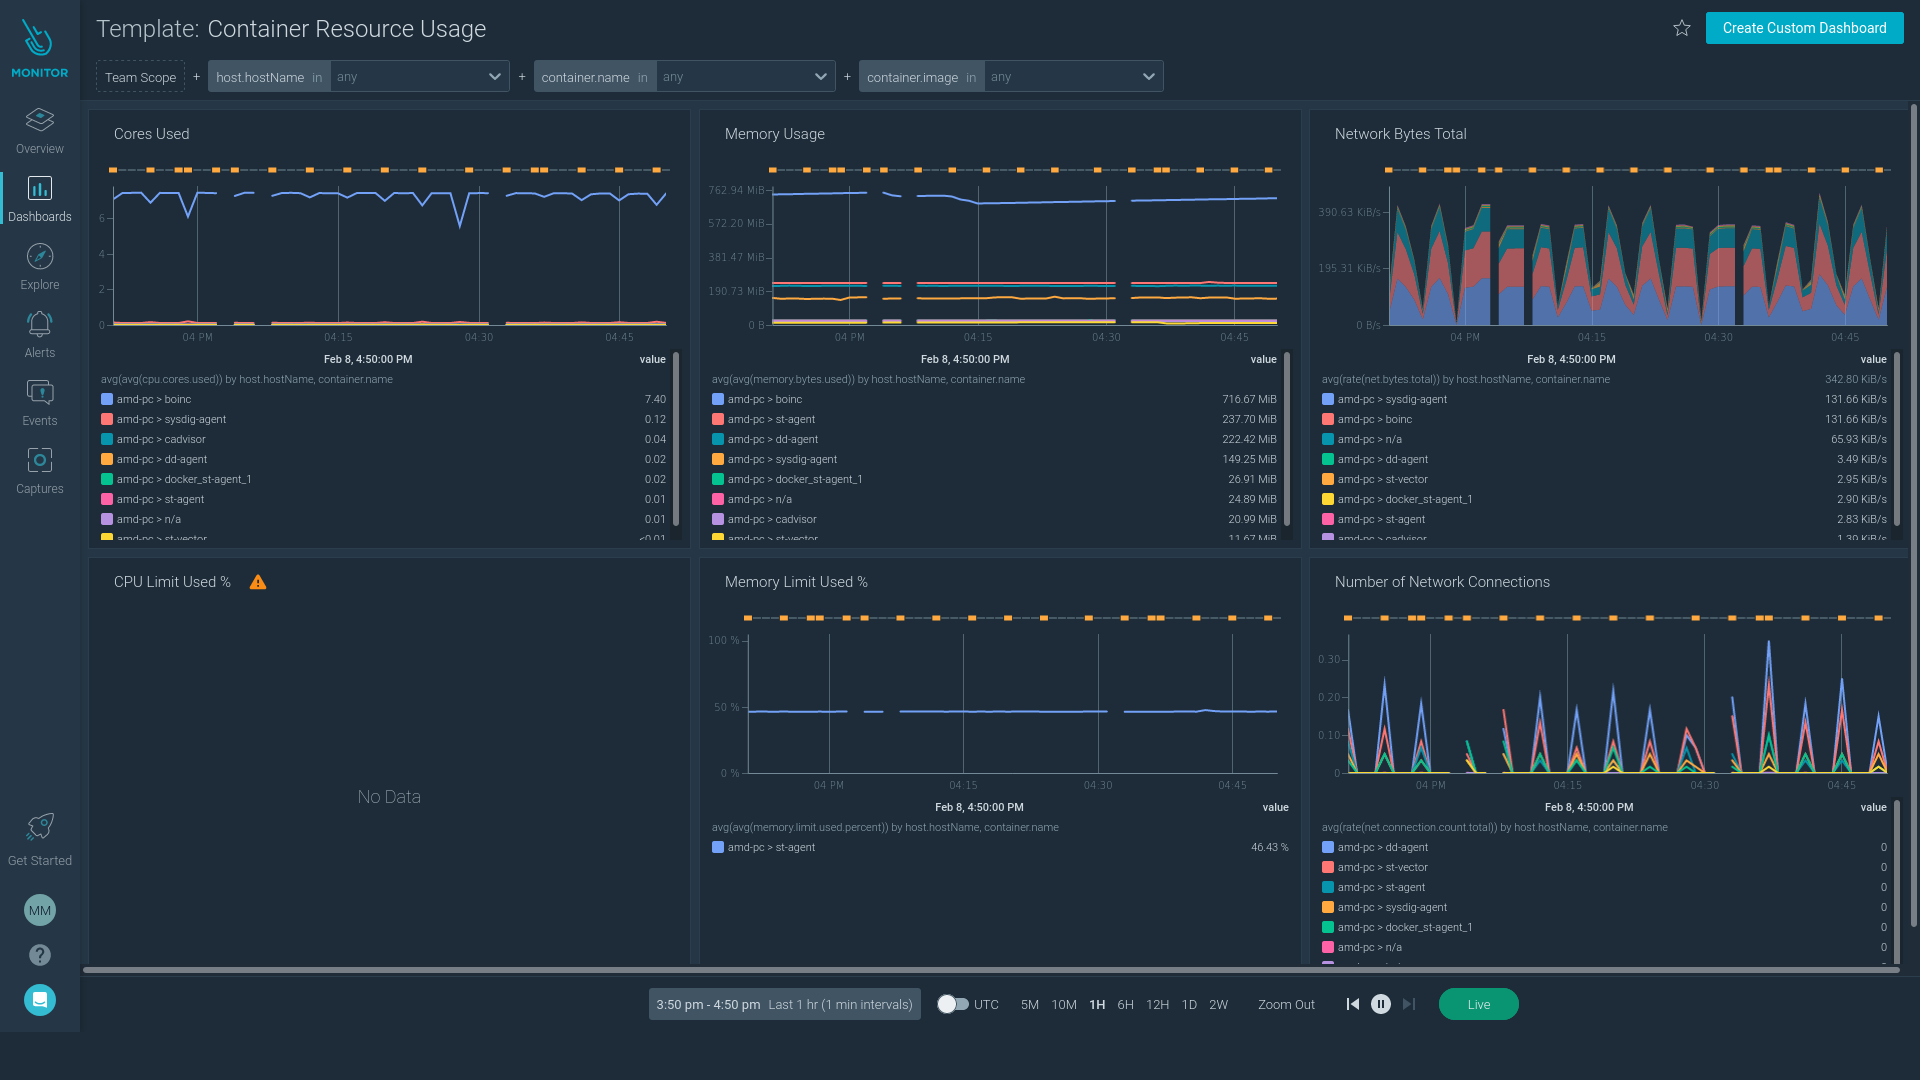 Template: Container Resource Usage
Create Custom Dashboard
MONITOR
Team Scope + host.hostName in any + container.name in any + container.image in any
Overview
Dashboards
Explore
Alerts
Events
Captures
Get Started
MM
?
Cores Used
6
4
2
0
04 PM 04:15 04:30 04:45
Feb 8, 4:50:00 PM value
avg(avg(cpu.cores.used)) by host.hostName, container.name
amd-pc > boinc 7.40
amd-pc > sysdig-agent 0.12
amd-pc > cadvisor 0.04
amd-pc > dd-agent 0.02
amd-pc > docker_st-agent_1 0.02
amd-pc > st-agent 0.01
amd-pc > n/a 0.01
amd-pc > st-vector <0.01
Memory Usage
762.94 MiB
572.20 MiB
381.47 MiB
190.73 MiB
0 B
04 PM 04:15 04:30 04:45
Feb 8, 4:50:00 PM value
avg(avg(memory.bytes.used)) by host.hostName, container.name
amd-pc > boinc 716.67 MiB
amd-pc > st-agent 237.70 MiB
amd-pc > dd-agent 222.42 MiB
amd-pc > sysdig-agent 149.25 MiB
amd-pc > docker_st-agent_1 26.91 MiB
amd-pc > n/a 24.89 MiB
amd-pc > cadvisor 20.99 MiB
amd-pc > st-vector 11.67 MiB
Network Bytes Total
390.63 KiB/s
195.31 KiB/s
0 B/s
04 PM 04:15 04:30 04:45
Feb 8, 4:50:00 PM value
avg(rate(net.bytes.total)) by host.hostName, container.name 342.80 KiB/s
amd-pc > sysdig-agent 131.66 KiB/s
amd-pc > boinc 131.66 KiB/s
amd-pc > n/a 65.93 KiB/s
amd-pc > dd-agent 3.49 KiB/s
amd-pc > st-vector 2.95 KiB/s
amd-pc > docker_st-agent_1 2.90 KiB/s
amd-pc > st-agent 2.83 KiB/s
amd-pc > cadvisor 1.39 KiB/s
CPU Limit Used %
No Data
Memory Limit Used %
100 %
50 %
0 %
04 PM 04:15 04:30 04:45
Feb 8, 4:50:00 PM value
avg(avg(memory.limit.used.percent)) by host.hostName, container.name
amd-pc > st-agent 46.43 %
Number of Network Connections
0.30
0.20
0.10
0
04 PM 04:15 04:30 04:45
Feb 8, 4:50:00 PM value
avg(rate(net.connection.count.total)) by host.hostName, container.name
amd-pc > dd-agent 0
amd-pc > st-vector 0
amd-pc > st-agent 0
amd-pc > sysdig-agent 0
amd-pc > docker_st-agent_1 0
amd-pc > n/a 0
3:50 pm - 4:50 pm Last 1 hr (1 min intervals) UTC 5M 10M 1H 6H 12H 1D 2W Zoom Out Live